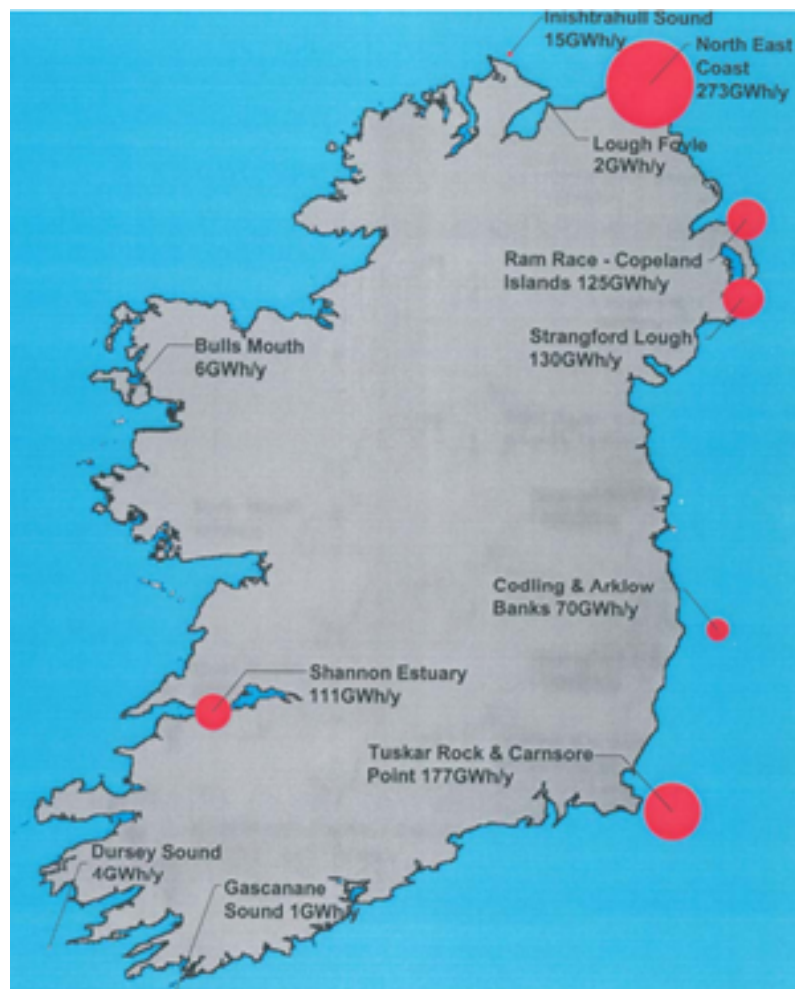 Inishtrahull Sound
15GWh/y
North East
Coast
273GWh/y
Lough Foyle
2GWh/y
Ram Race - Copeland
Islands 125GWh/y
Strangford Lough
130GWh/y
Bulls Mouth
6GWh/y
Codling & Arklow
Banks 70GWh/y
Shannon Estuary
111GWh/y
Tuskar Rock & Carnsore
Point 177GWh/y
Dursey Sound
4GWh/y
Gascanane
Sound 1GWh/y